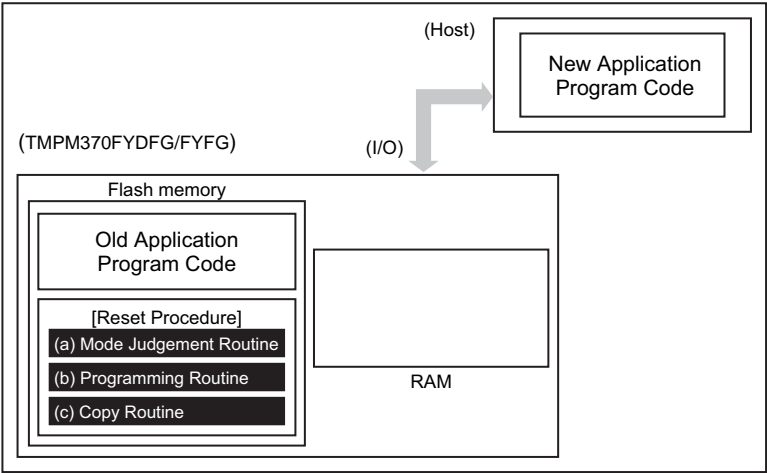 (Host)
New Application
Program Code
(TMPM370FYDFG/FYFG)
(I/O)
Flash memory
Old Application
Program Code
[Reset Procedure]
(a) Mode Judgement Routine
(b) Programming Routine
(c) Copy Routine
RAM